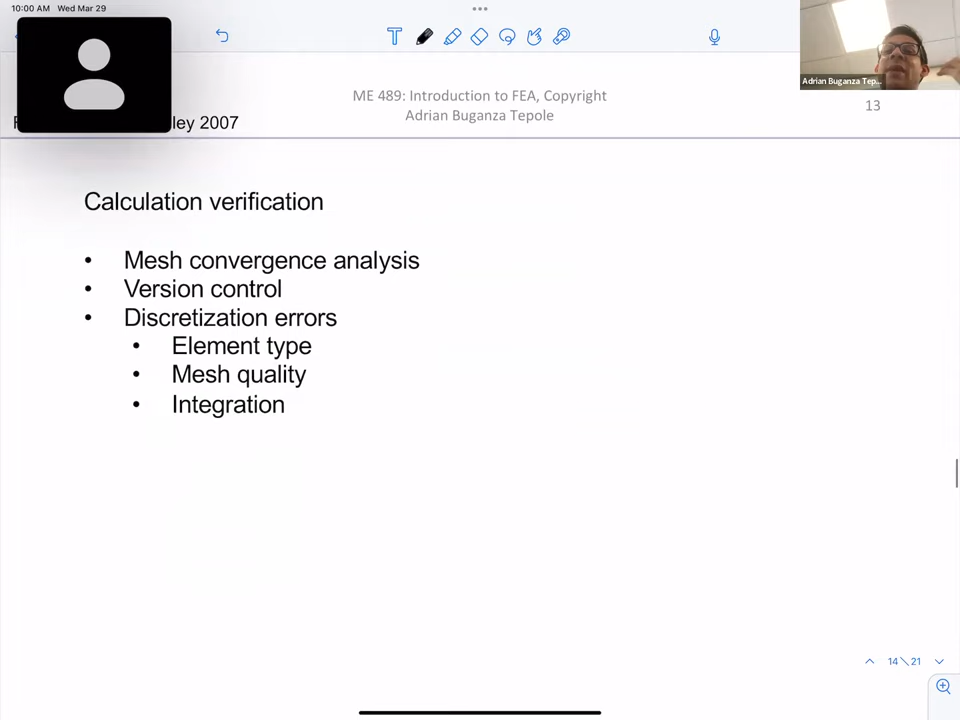 10:00 AM Wed Mar 29
Adrian Buganza Tep...
ME 489: Introduction to FEA, Copyright
Adrian Buganza Tepole
13
ley 2007
Calculation verification
• Mesh convergence analysis
• Version control
• Discretization errors
• Element type
• Mesh quality
• Integration
14\21